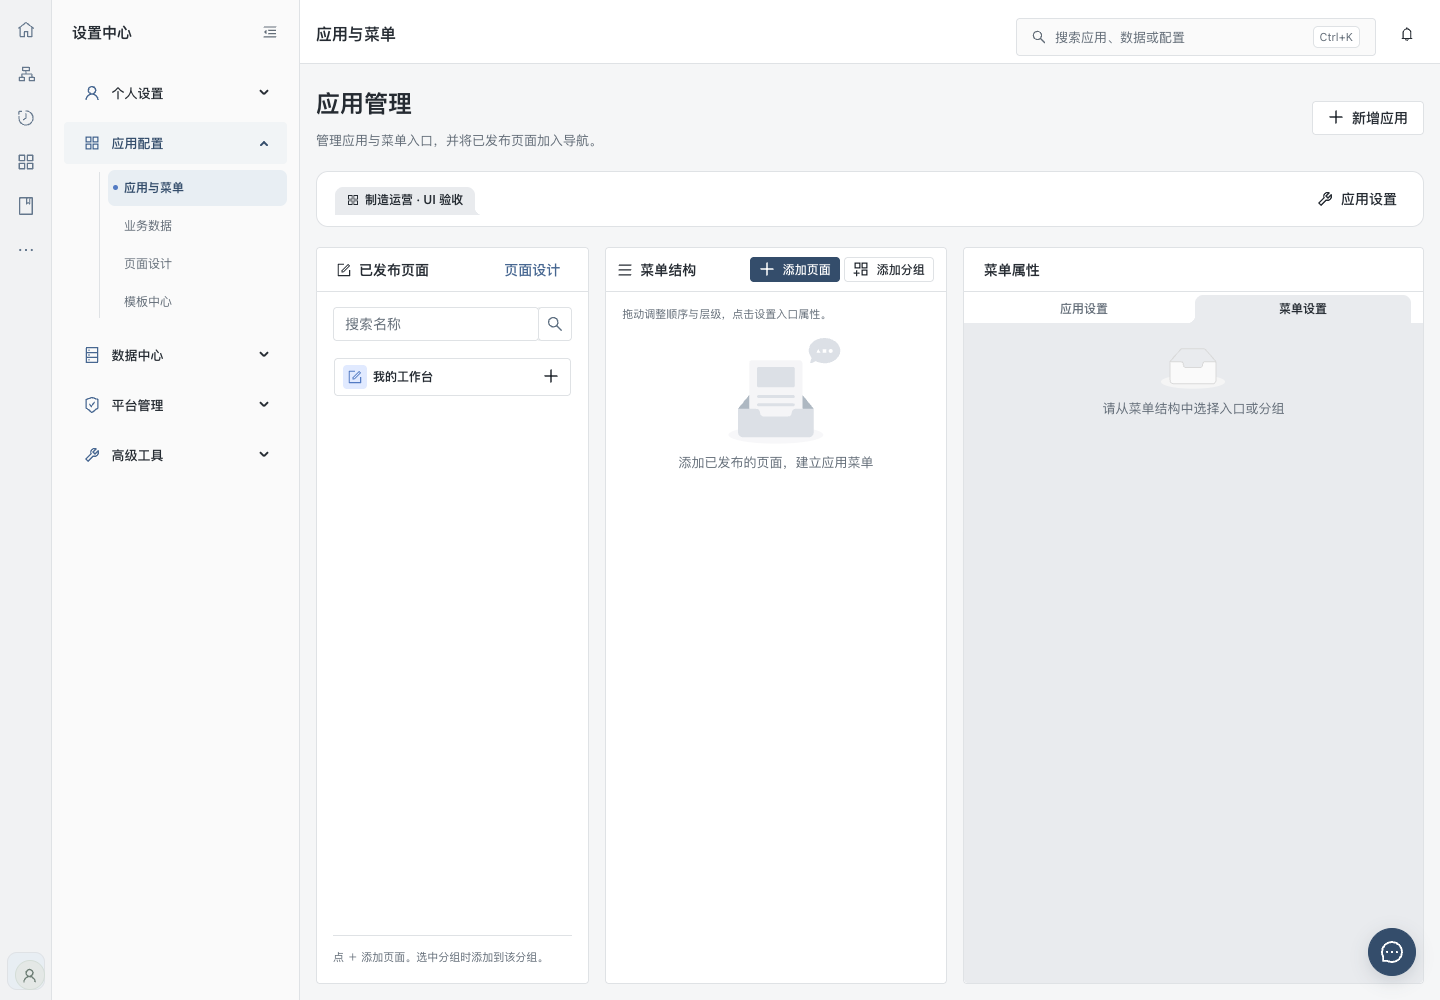 设置中心
个人设置
应用配置
应用与菜单
业务数据
页面设计
模板中心
数据中心
平台管理
高级工具
应用与菜单
搜索应用、数据或配置
Ctrl+K
应用管理
管理应用与菜单入口，并将已发布页面加入导航。
新增应用
制造运营 · UI 验收
应用设置
已发布页面
页面设计
搜索名称
我的工作台
点 ＋ 添加页面。选中分组时添加到该分组。
菜单结构
添加页面
添加分组
拖动调整顺序与层级，点击设置入口属性。
添加已发布的页面，建立应用菜单
菜单属性
应用设置
菜单设置
请从菜单结构中选择入口或分组